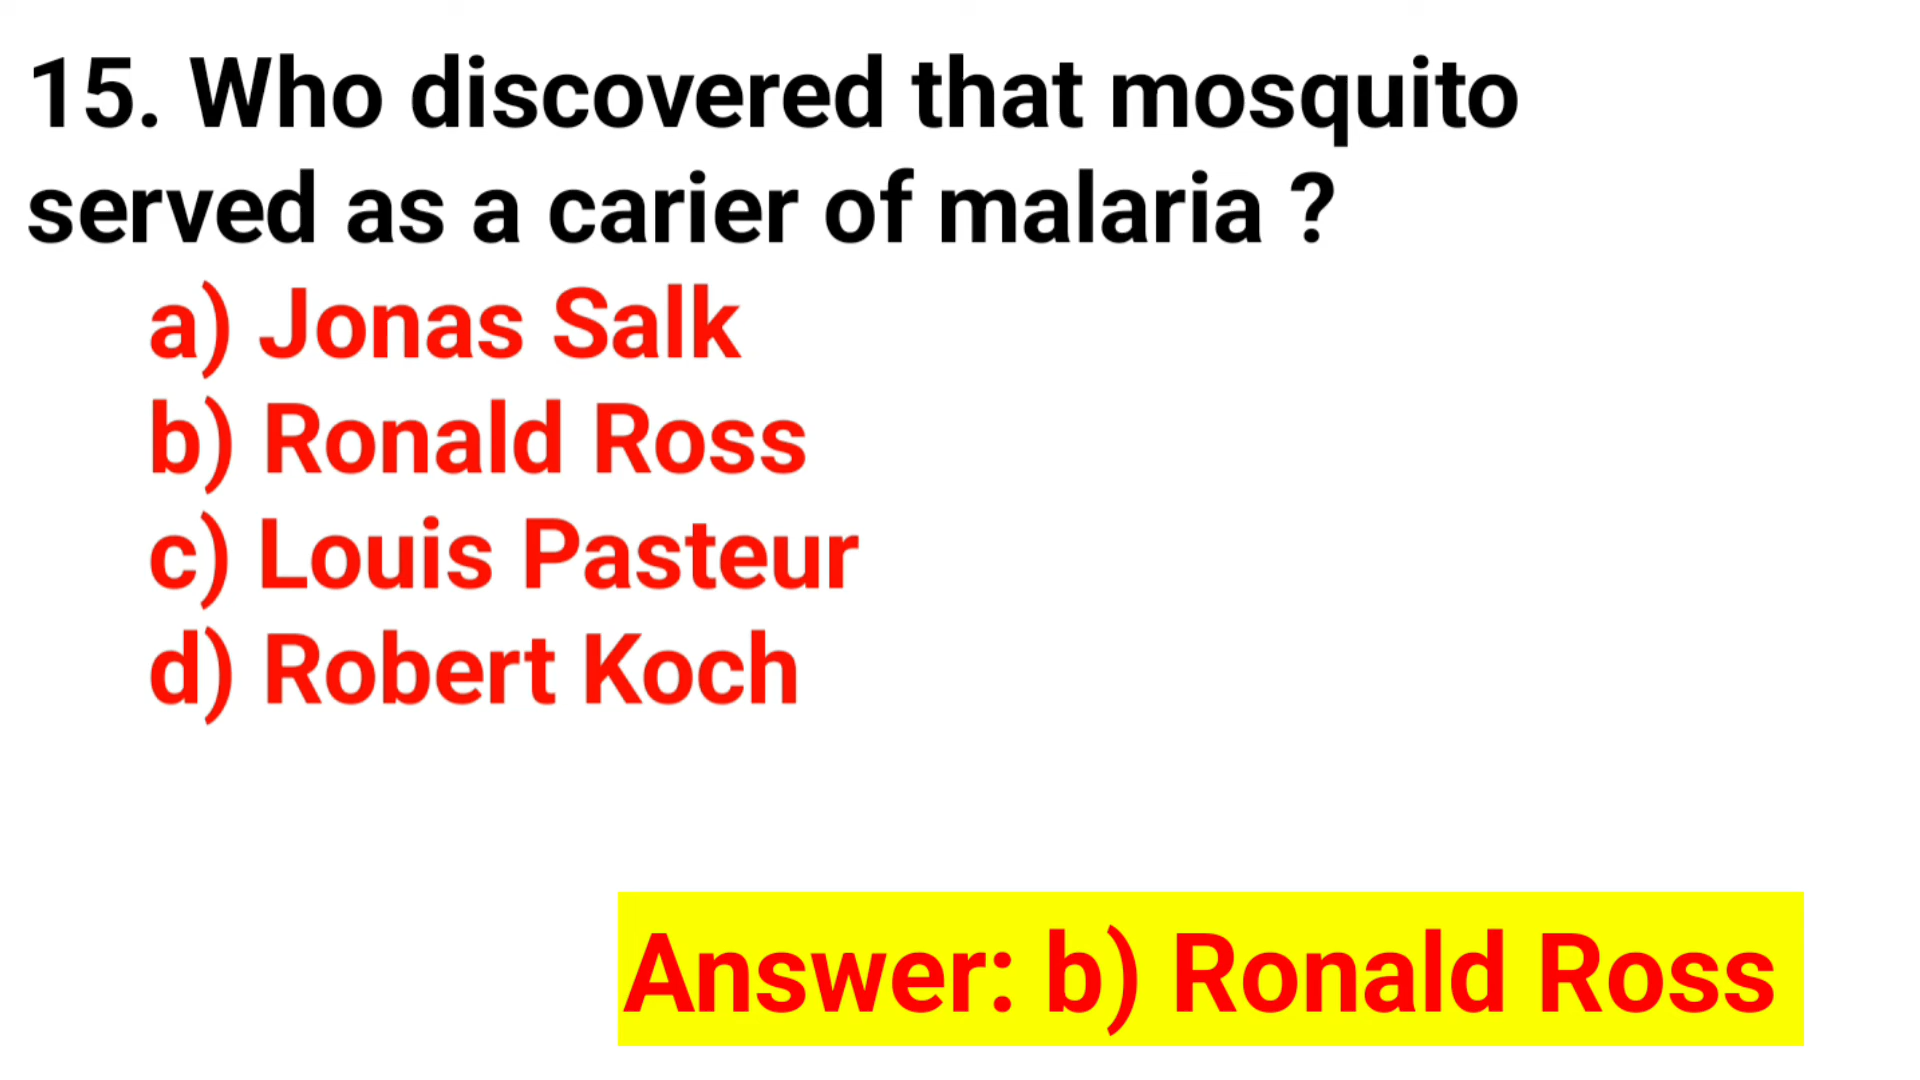 15. Who discovered that mosquito
served as a carier of malaria ?
a) Jonas Salk
b) Ronald Ross
c) Louis Pasteur
d) Robert Koch
Answer: b) Ronald Ross